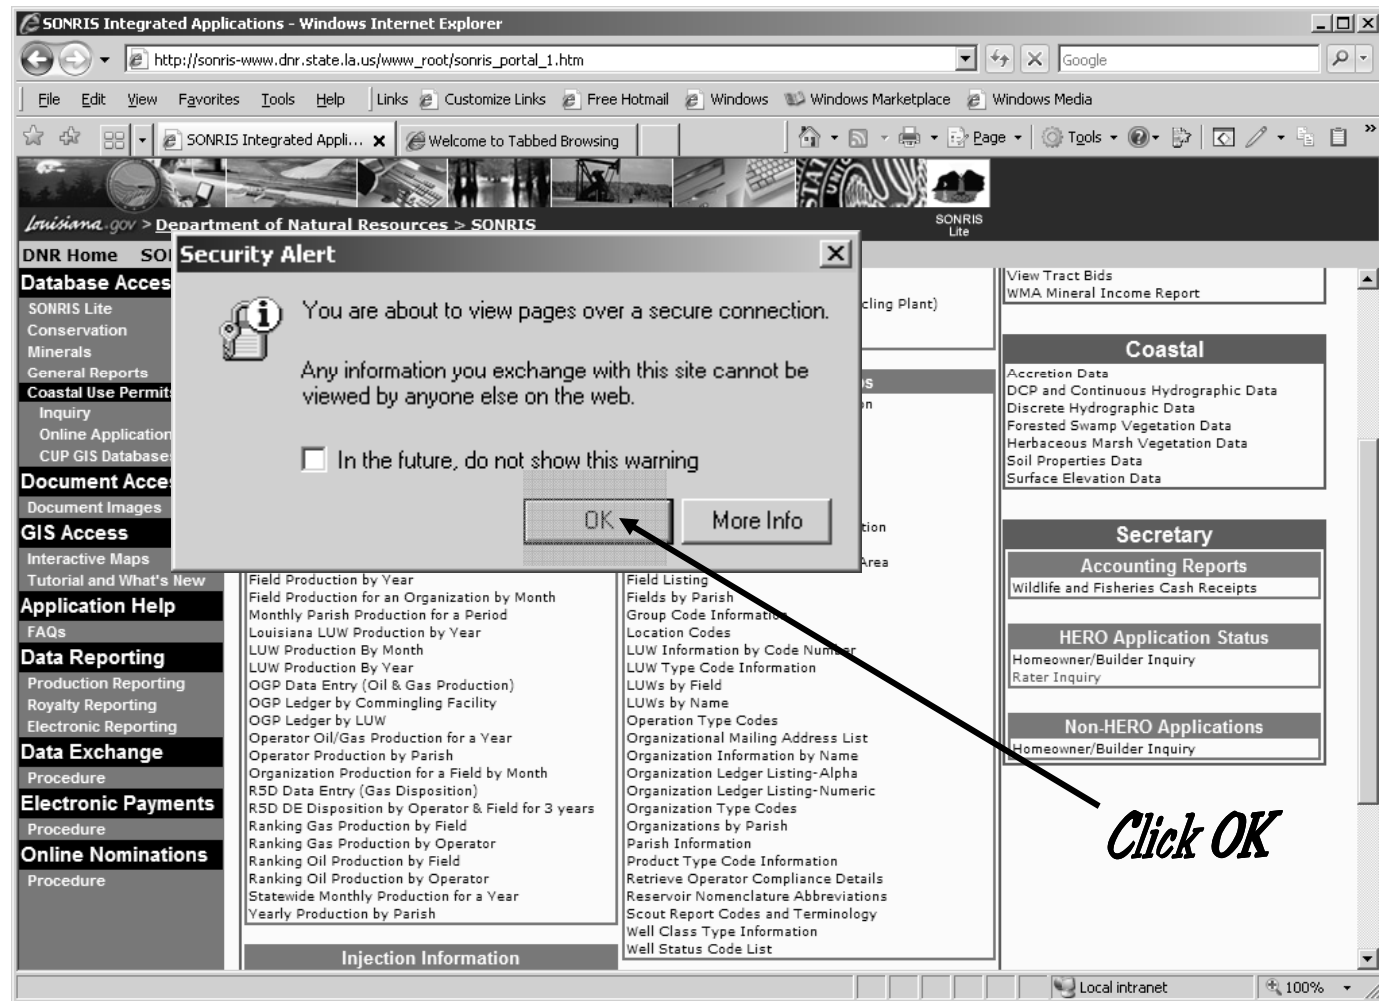 SONRIS Integrated Applications - Windows Internet Explorer
http://sonris-www.dnr.state.la.us/www_root/sonris_portal_1.htm
Google
File Edit View Favorites Tools Help Links Customize Links Free Hotmail Windows Windows Marketplace Windows Media
SONRIS Integrated Appli... Welcome to Tabbed Browsing Page Tools
Louisiana.gov > Department of Natural Resources > SONRIS
SONRIS
Lite
DNR Home
Database Acces
SONRIS Lite
Conservation
Minerals
General Reports
Coastal Use Permits
Inquiry
Online Application
CUP GIS Database
Document Acce
Document Images
GIS Access
Interactive Maps
Tutorial and What's New
Application Help
FAQs
Data Reporting
Production Reporting
Royalty Reporting
Electronic Reporting
Data Exchange
Procedure
Electronic Payments
Procedure
Online Nominations
Procedure
Security Alert
You are about to view pages over a secure connection.
Any information you exchange with this site cannot be
viewed by anyone else on the web.
In the future, do not show this warning
OK
More Info
Field Production by Year
Field Production for an Organization by Month
Monthly Parish Production for a Period
Louisiana LUW Production by Year
LUW Production By Month
LUW Production By Year
OGP Data Entry (Oil & Gas Production)
OGP Ledger by Commingling Facility
OGP Ledger by LUW
Operator Oil/Gas Production for a Year
Operator Production by Parish
Organization Production for a Field by Month
R5D Data Entry (Gas Disposition)
R5D DE Disposition by Operator & Field for 3 years
Ranking Gas Production by Field
Ranking Gas Production by Operator
Ranking Oil Production by Field
Ranking Oil Production by Operator
Statewide Monthly Production for a Year
Yearly Production by Parish
Injection Information
cling Plant)
tion
Area
Field Listing
Fields by Parish
Group Code Information
Location Codes
LUW Information by Code Number
LUW Type Code Information
LUWs by Field
LUWs by Name
Operation Type Codes
Organizational Mailing Address List
Organization Information by Name
Organization Ledger Listing-Alpha
Organization Ledger Listing-Numeric
Organization Type Codes
Organizations by Parish
Parish Information
Product Type Code Information
Retrieve Operator Compliance Details
Reservoir Nomenclature Abbreviations
Scout Report Codes and Terminology
Well Class Type Information
Well Status Code List
View Tract Bids
WMA Mineral Income Report
Coastal
Accretion Data
DCP and Continuous Hydrographic Data
Discrete Hydrographic Data
Forested Swamp Vegetation Data
Herbaceous Marsh Vegetation Data
Soil Properties Data
Surface Elevation Data
Secretary
Accounting Reports
Wildlife and Fisheries Cash Receipts
HERO Application Status
Homeowner/Builder Inquiry
Rater Inquiry
Non-HERO Applications
Homeowner/Builder Inquiry
Click OK
Local intranet
100%